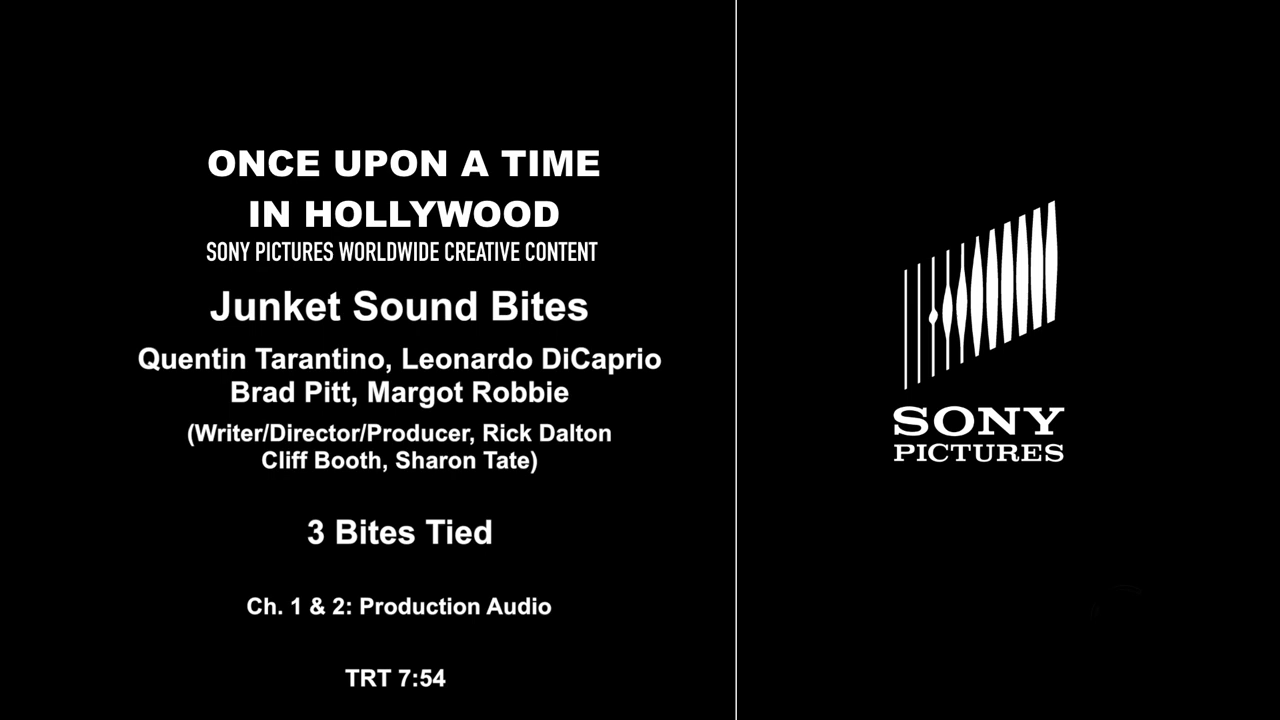 ONCE UPON A TIME
IN HOLLYWOOD
SONY PICTURES WORLDWIDE CREATIVE CONTENT
Junket Sound Bites
Quentin Tarantino, Leonardo DiCaprio
Brad Pitt, Margot Robbie
(Writer/Director/Producer, Rick Dalton
Cliff Booth, Sharon Tate)
3 Bites Tied
Ch. 1 & 2: Production Audio
TRT 7:54
SONY
PICTURES